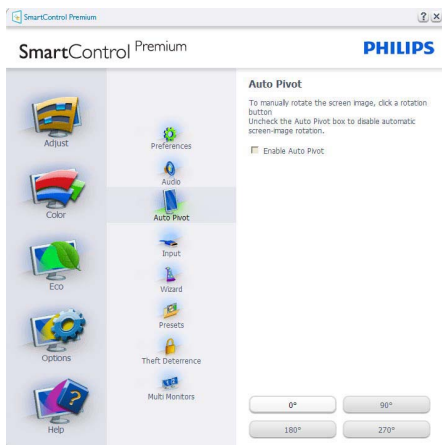 SmartControl Premium
? X
SmartControl Premium
PHILIPS
Adjust
Color
Eco
Options
Help
Preferences
Audio
Auto Pivot
Input
Wizard
Presets
Theft Deterrence
Multi Monitors
Auto Pivot
To manually rotate the screen image, click a rotation
button
Uncheck the Auto Pivot box to disable automatic
screen-image rotation.
Enable Auto Pivot
0°
90°
180°
270°